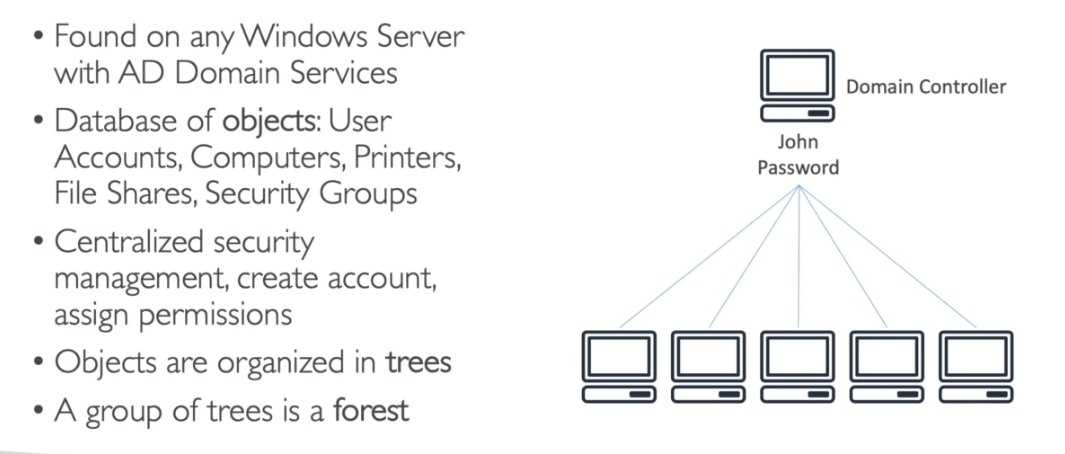 • Found on any Windows Server
with AD Domain Services
• Database of objects: User
Accounts, Computers, Printers,
File Shares, Security Groups
• Centralized security
management, create account,
assign permissions
• Objects are organized in trees
• A group of trees is a forest
Domain Controller
John
Password